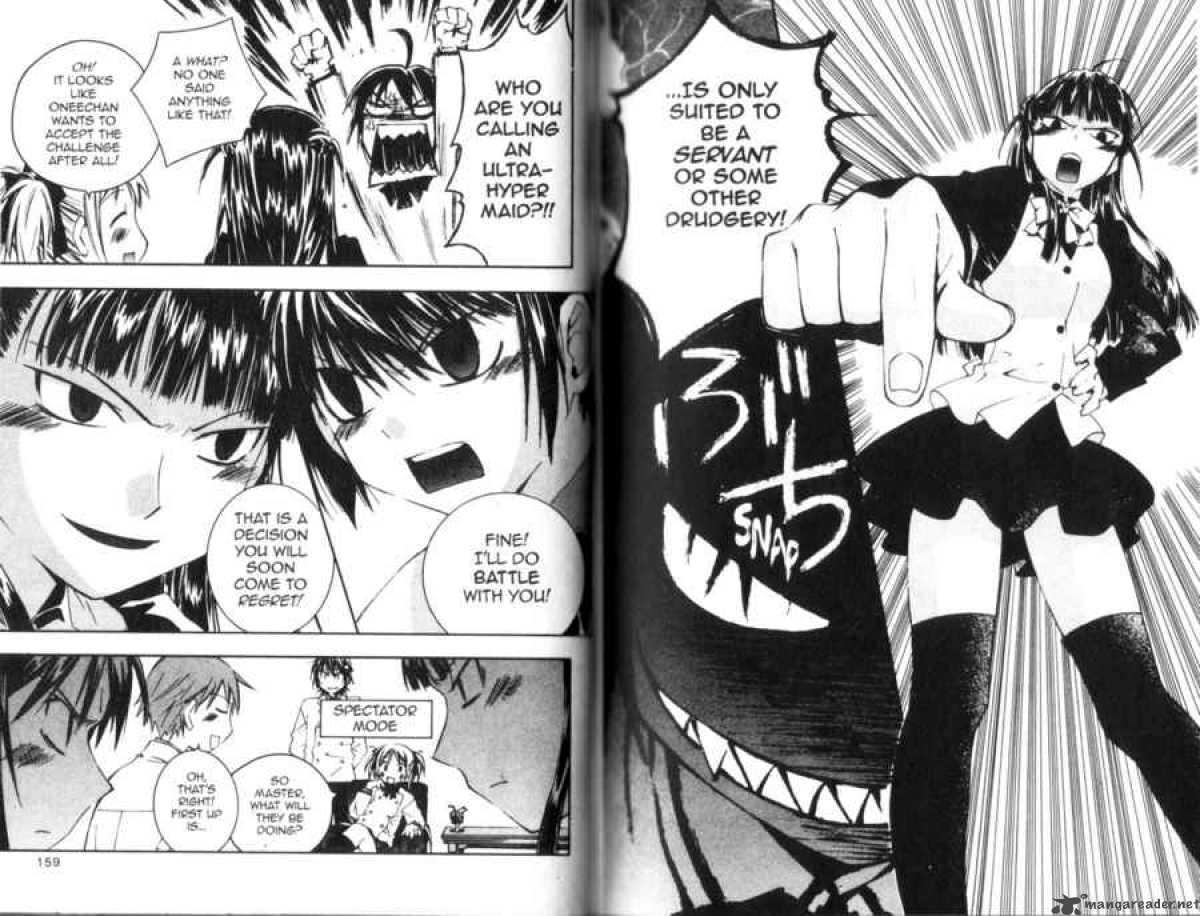 ...IS ONLY
SUITED TO
BE A
SERVANT
OR SOME
OTHER
DRUDGERY!
ぶち
SNAP
WHO
ARE YOU
CALLING
AN
ULTRA-
HYPER
MAID?!!
A WHAT?
NO ONE
SAID
ANYTHING
LIKE THAT!
OH!
IT LOOKS
LIKE
ONEECHAN
WANTS TO
ACCEPT THE
CHALLENGE
AFTER ALL!
FINE!
I'LL DO
BATTLE
WITH YOU!
THAT IS A
DECISION
YOU WILL
SOON
COME TO
REGRET!
SPECTATOR
MODE
SO
MASTER,
WHAT WILL
THEY BE
DOING?
OH,
THAT'S
RIGHT!
FIRST UP
IS...
159
mangareader.net